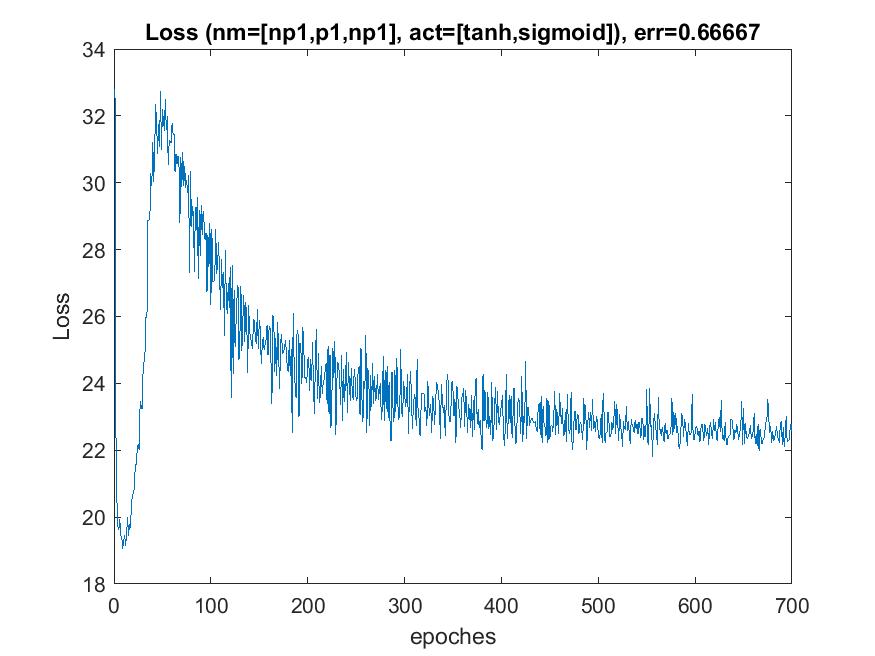 Loss (nm=[np1,p1,np1], act=[tanh,sigmoid]), err=0.66667
34
32
30
28
26
24
22
20
18
Loss
0 100 200 300 400 500 600 700
epoches